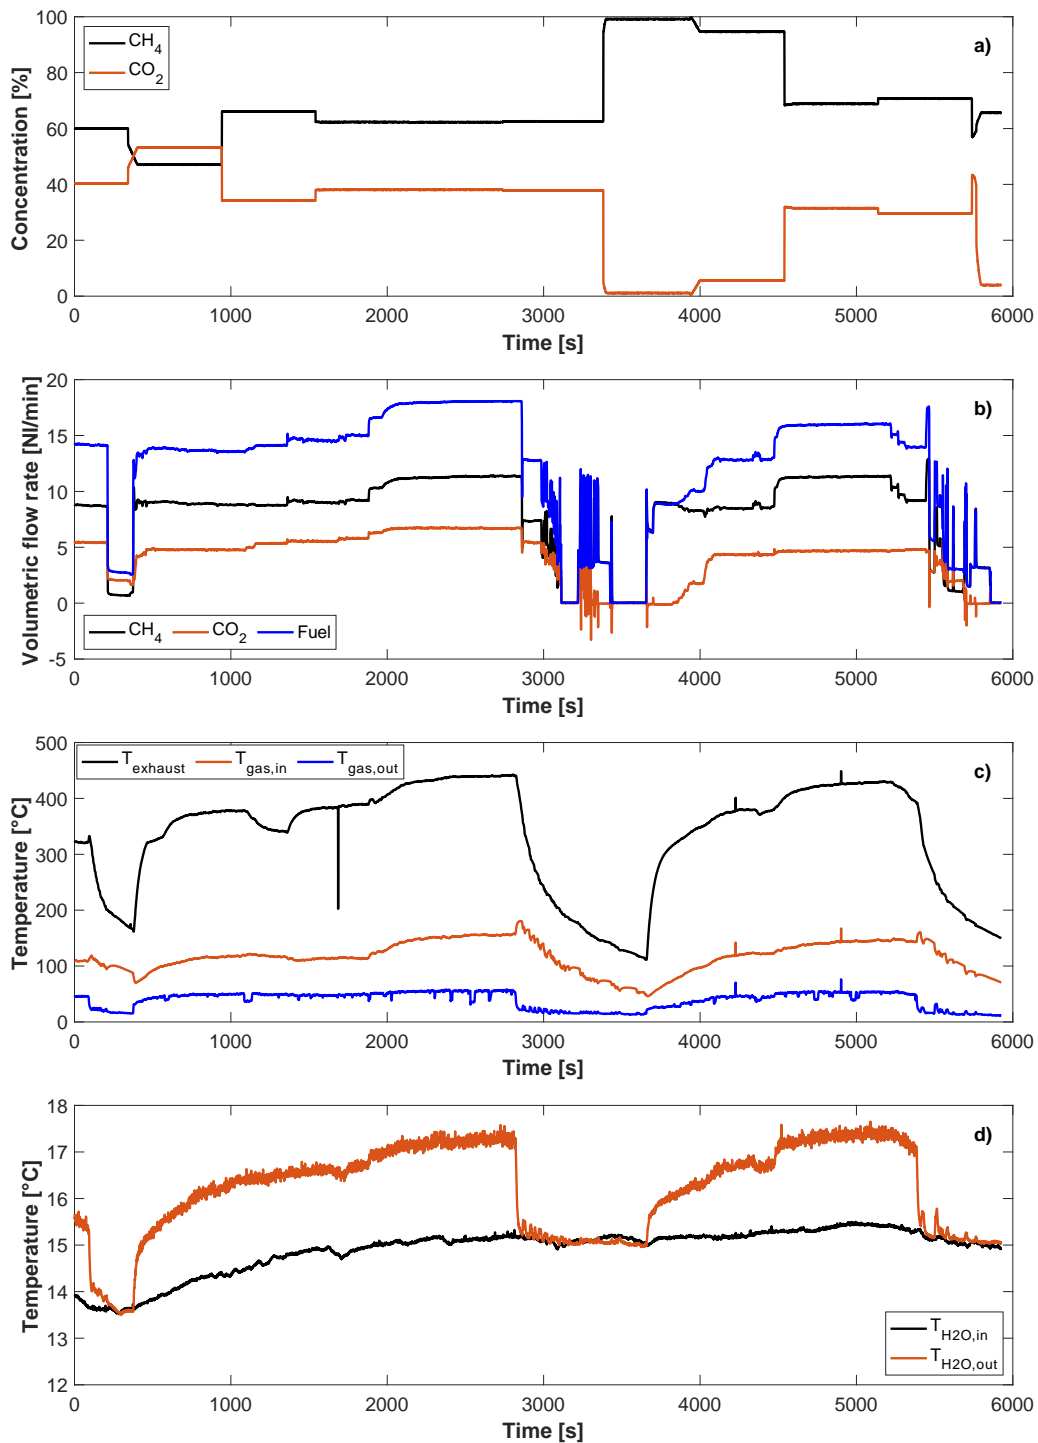 100
80
60
40
20
0
Concentration [%]
CH4
CO2
a)
0 1000 2000 3000 4000 5000 6000
Time [s]
20
15
10
5
0
-5
Volumetric flow rate [Nl/min]
b)
CH4 CO2 Fuel
0 1000 2000 3000 4000 5000 6000
Time [s]
500
400
300
200
100
0
Temperature [°C]
Texhaust Tgas,in Tgas,out
c)
0 1000 2000 3000 4000 5000 6000
Time [s]
18
17
16
15
14
13
12
Temperature [°C]
d)
TH2O,in
TH2O,out
0 1000 2000 3000 4000 5000 6000
Time [s]